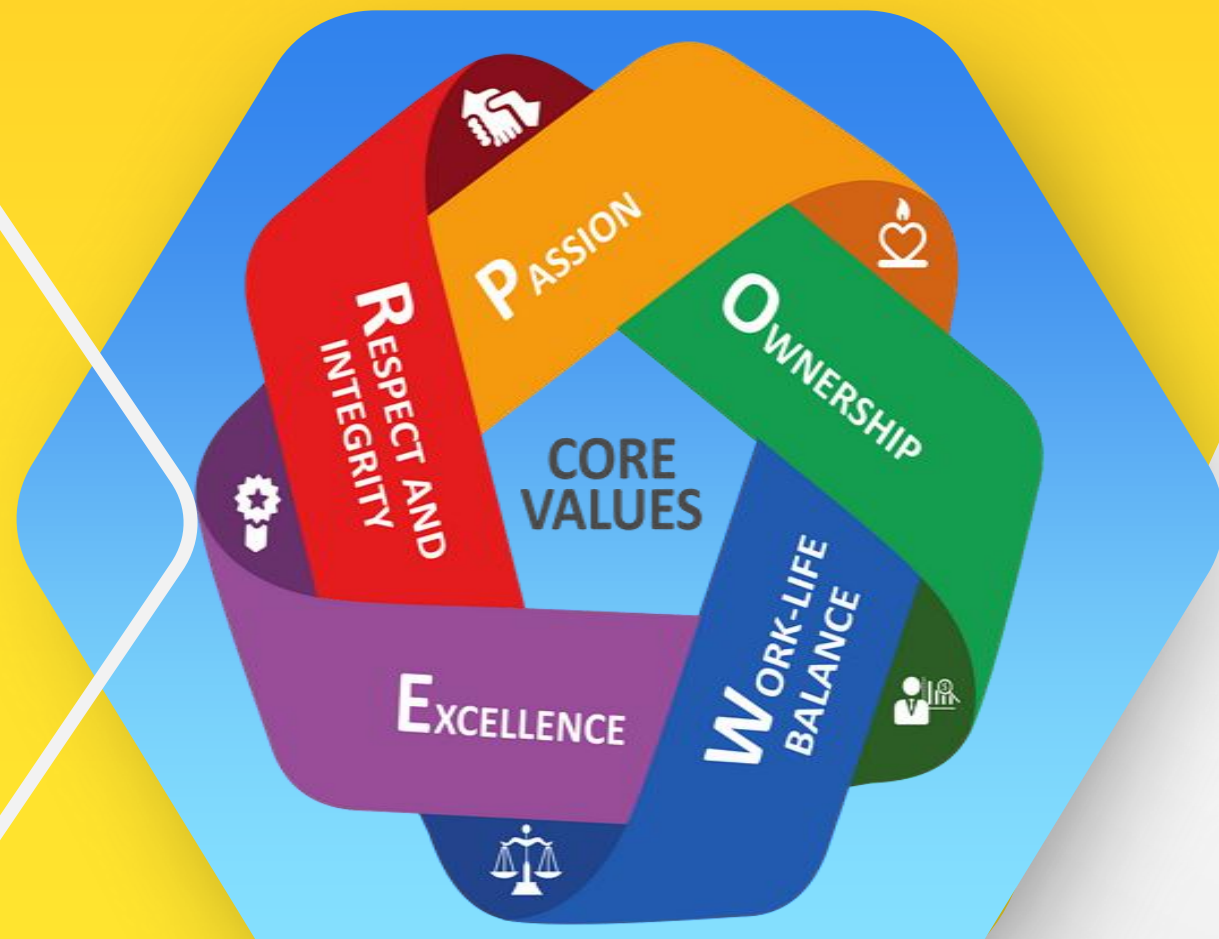 PASSION
OWNERSHIP
WORK-LIFE
BALANCE
EXCELLENCE
RESPECT AND
INTEGRITY
CORE
VALUES